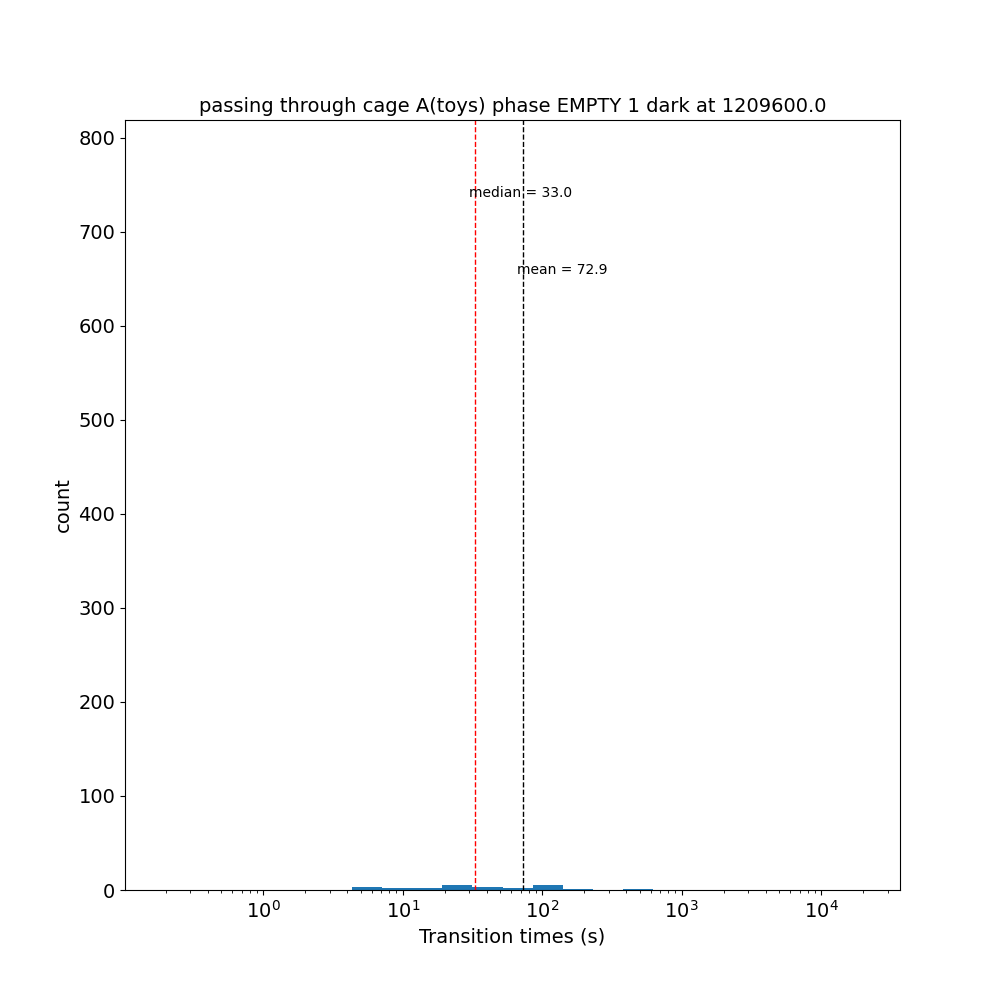 passing through cage A(toys) phase EMPTY 1 dark at 1209600.0
800
median = 33.0
700
mean = 72.9
600
500
400
count
300
200
100
0
10⁰ 10¹ 10² 10³ 10⁴
Transition times (s)